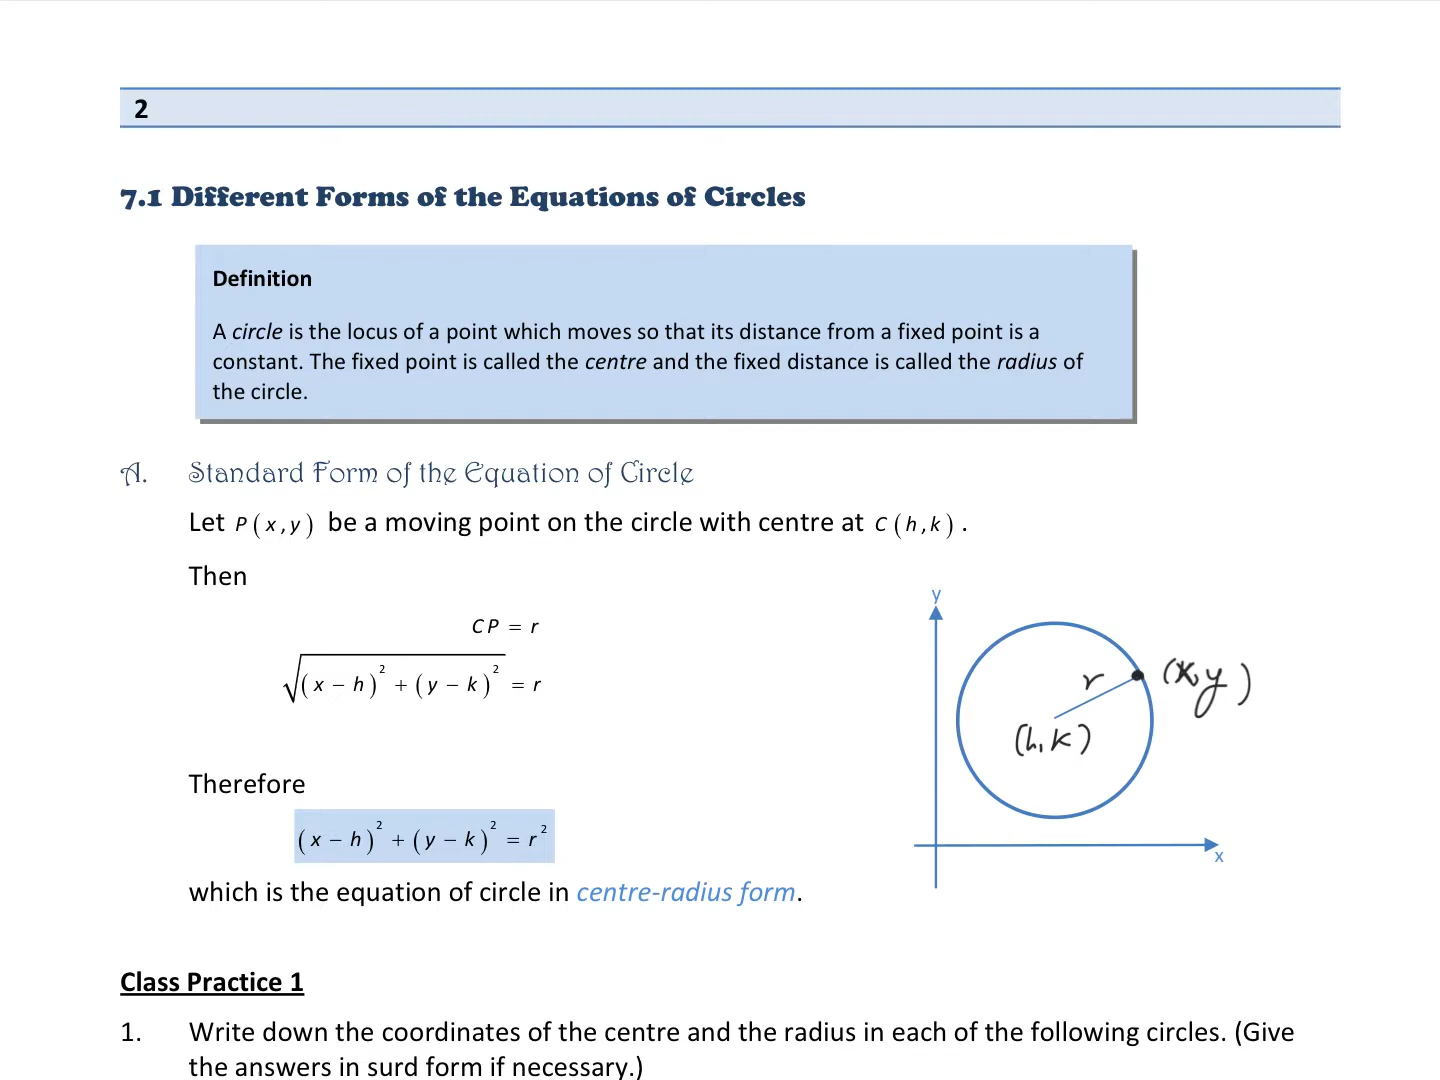 2
7.1 Different Forms of the Equations of Circles
Definition
A circle is the locus of a point which moves so that its distance from a fixed point is a
constant. The fixed point is called the centre and the fixed distance is called the radius of
the circle.
A. Standard Form of the Equation of Circle
Let P(x,y) be a moving point on the circle with centre at C(h,k).
Then
CP = r
√((x − h)² + (y − k)²) = r
y
r
(x,y)
(h,k)
x
Therefore
(x − h)² + (y − k)² = r²
which is the equation of circle in centre-radius form.
Class Practice 1
1. Write down the coordinates of the centre and the radius in each of the following circles. (Give
the answers in surd form if necessary.)